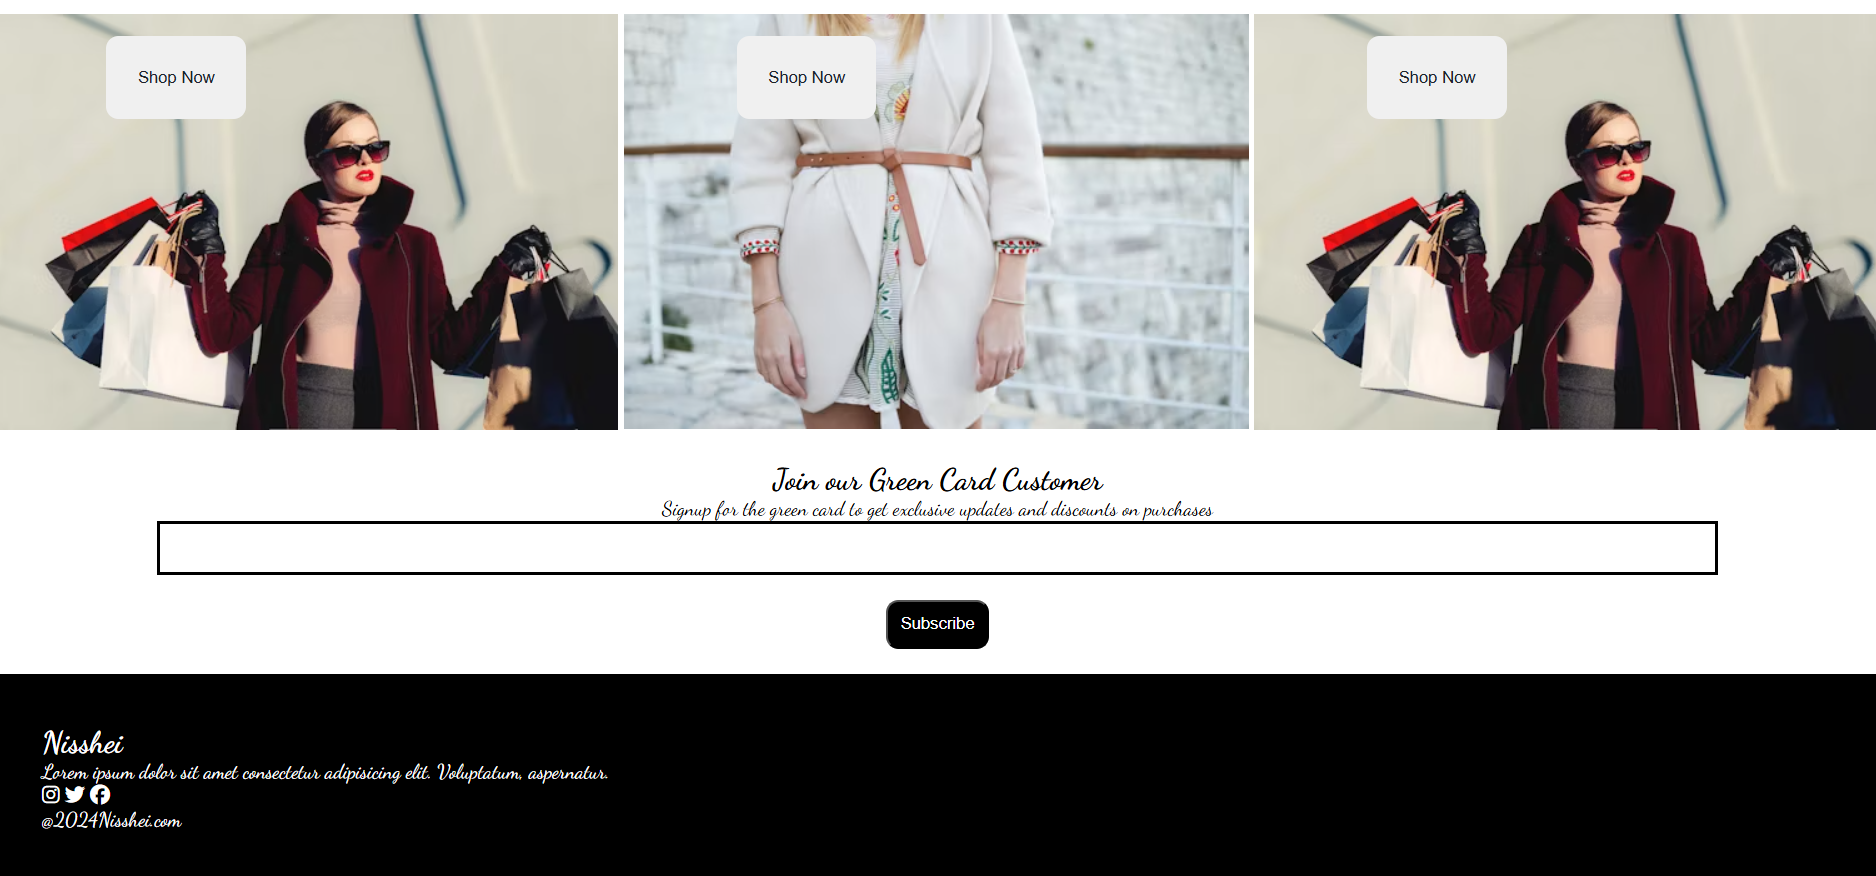 Shop Now
Shop Now
Shop Now
Join our Green Card Customer
Signup for the green card to get exclusive updates and discounts on purchases
Subscribe
Nisshei
Lorem ipsum dolor sit amet consectetur adipisicing elit. Voluptatum, aspernatur.
@2024Nisshei.com